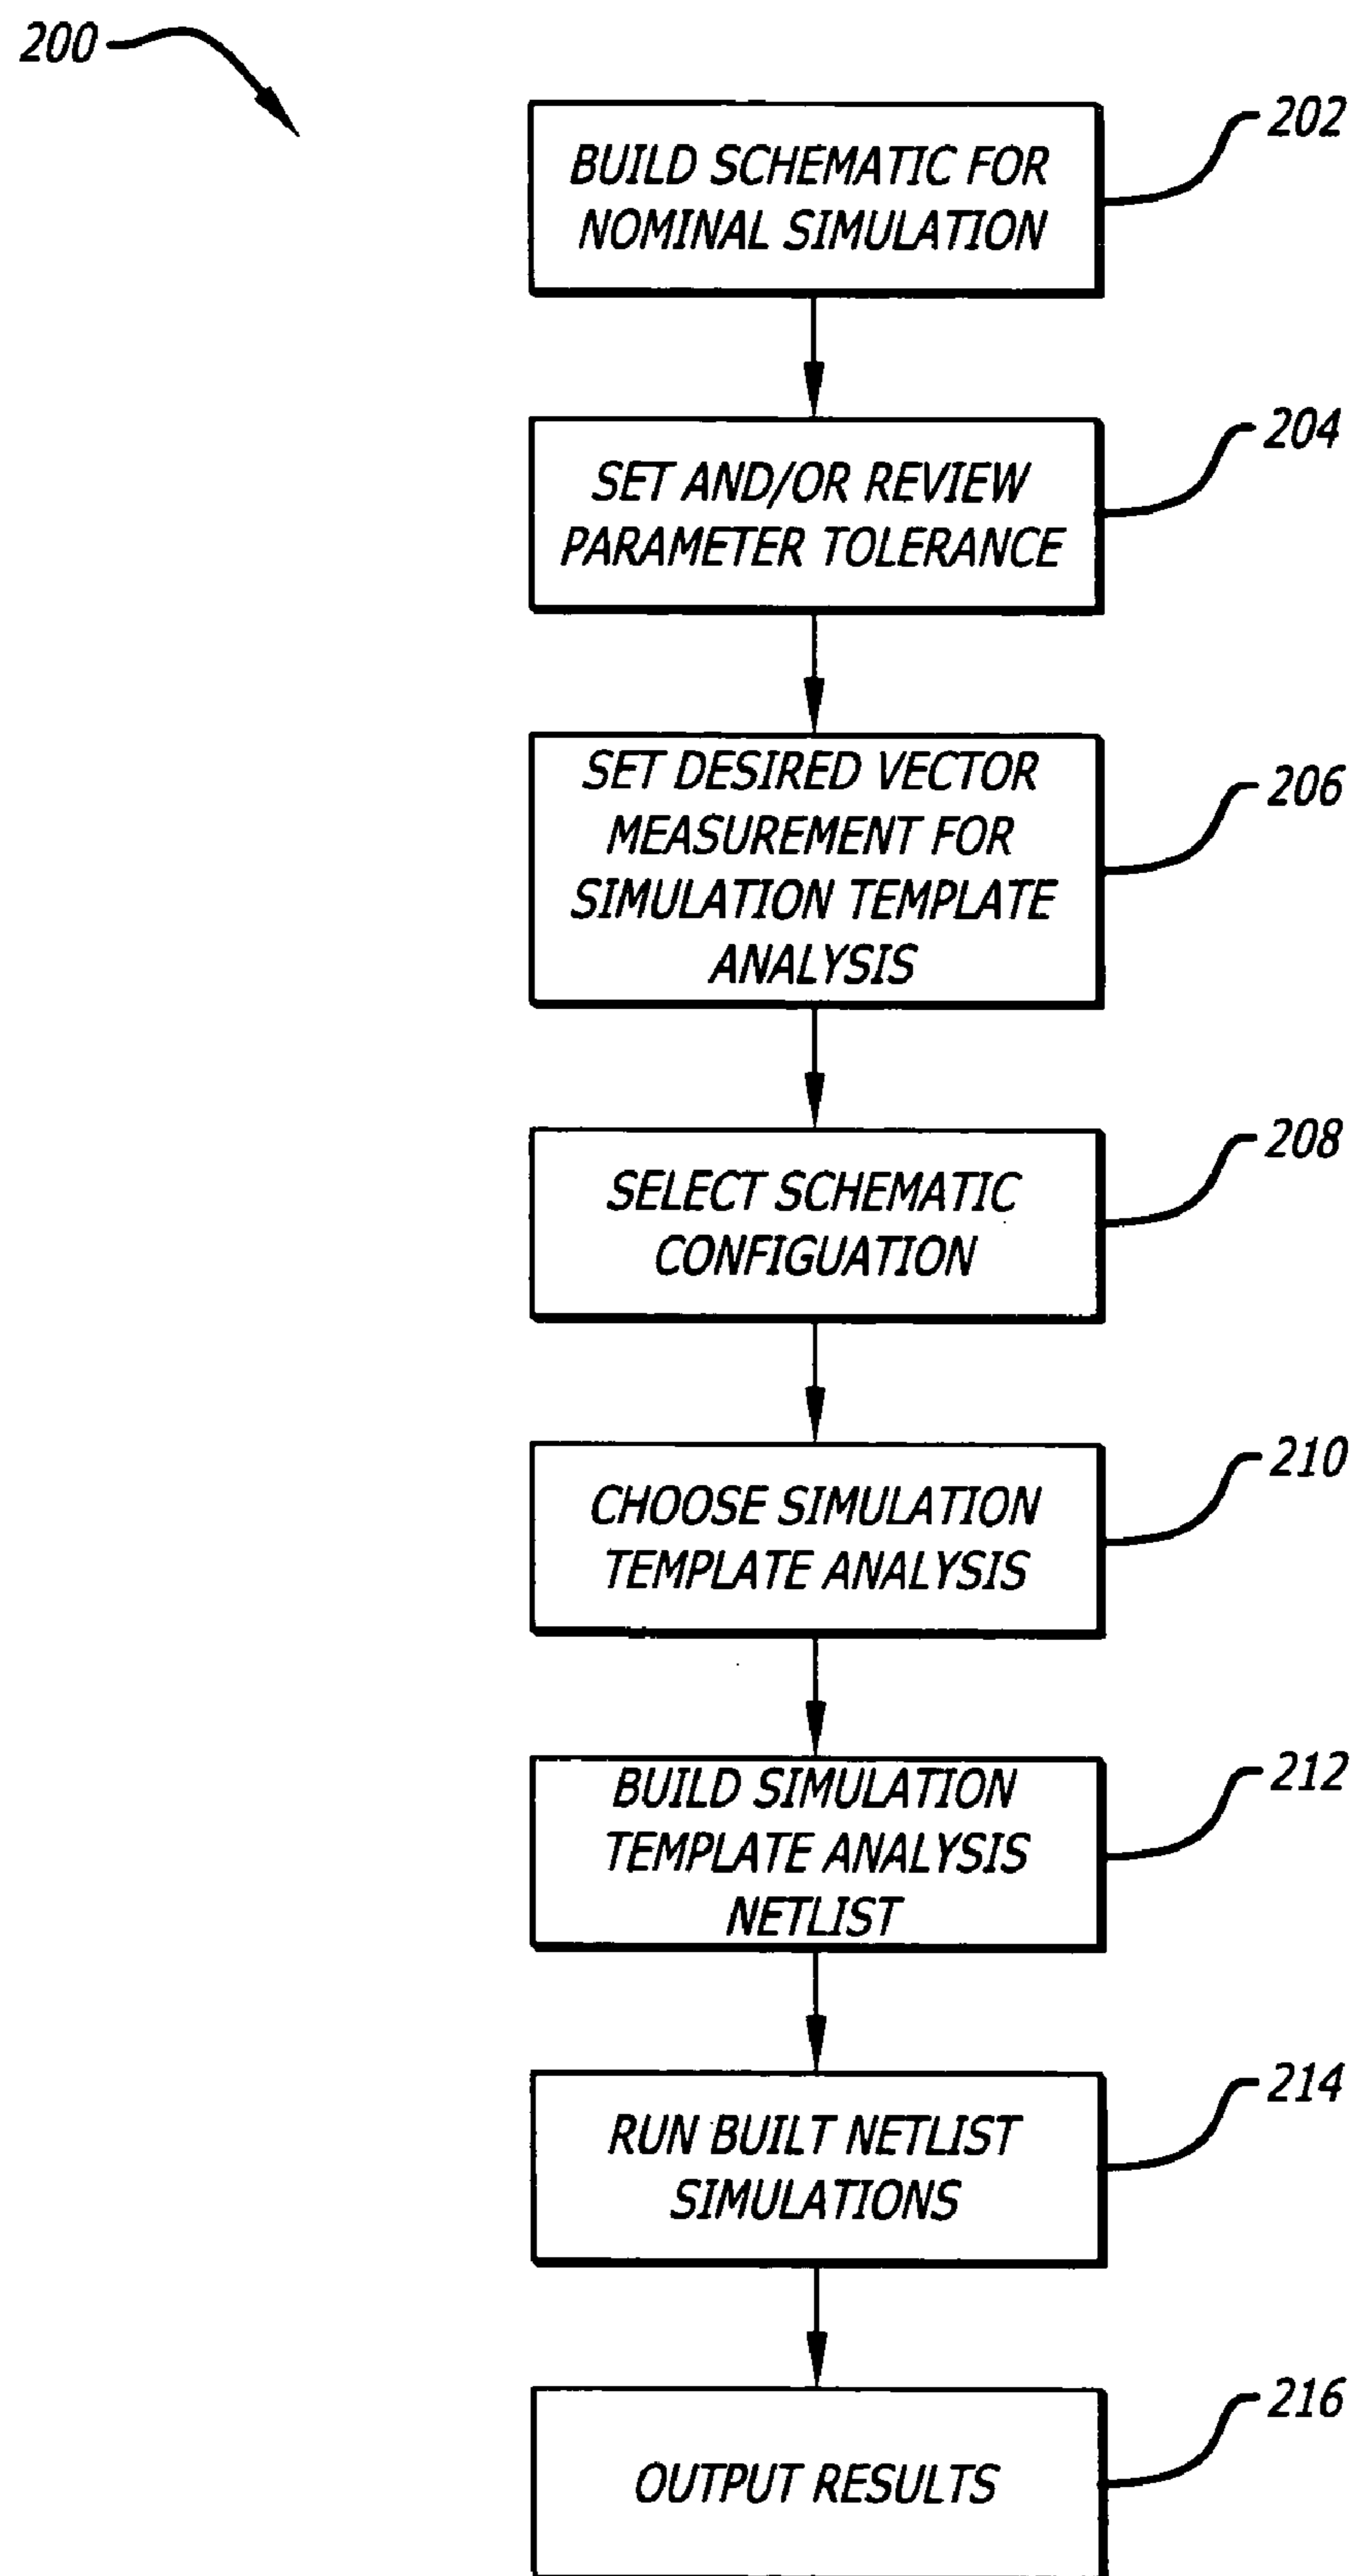 200
202
BUILD SCHEMATIC FOR
NOMINAL SIMULATION
204
SET AND/OR REVIEW
PARAMETER TOLERANCE
206
SET DESIRED VECTOR
MEASUREMENT FOR
SIMULATION TEMPLATE
ANALYSIS
208
SELECT SCHEMATIC
CONFIGUATION
210
CHOOSE SIMULATION
TEMPLATE ANALYSIS
212
BUILD SIMULATION
TEMPLATE ANALYSIS
NETLIST
214
RUN BUILT NETLIST
SIMULATIONS
216
OUTPUT RESULTS